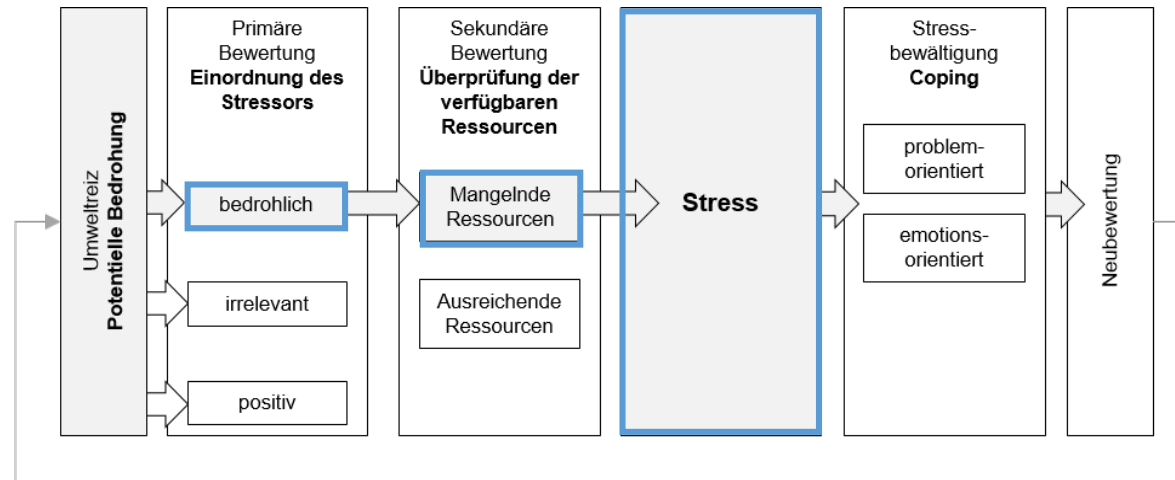 Umweltreiz
Potentielle Bedrohung
Primäre
Bewertung
Einordnung des
Stressors
bedrohlich
irrelevant
positiv
Sekundäre
Bewertung
Überprüfung der
verfügbaren
Ressourcen
Mangelnde
Ressourcen
Ausreichende
Ressourcen
Stress
Stress-
bewältigung
Coping
problem-
orientiert
emotions-
orientiert
Neubewertung